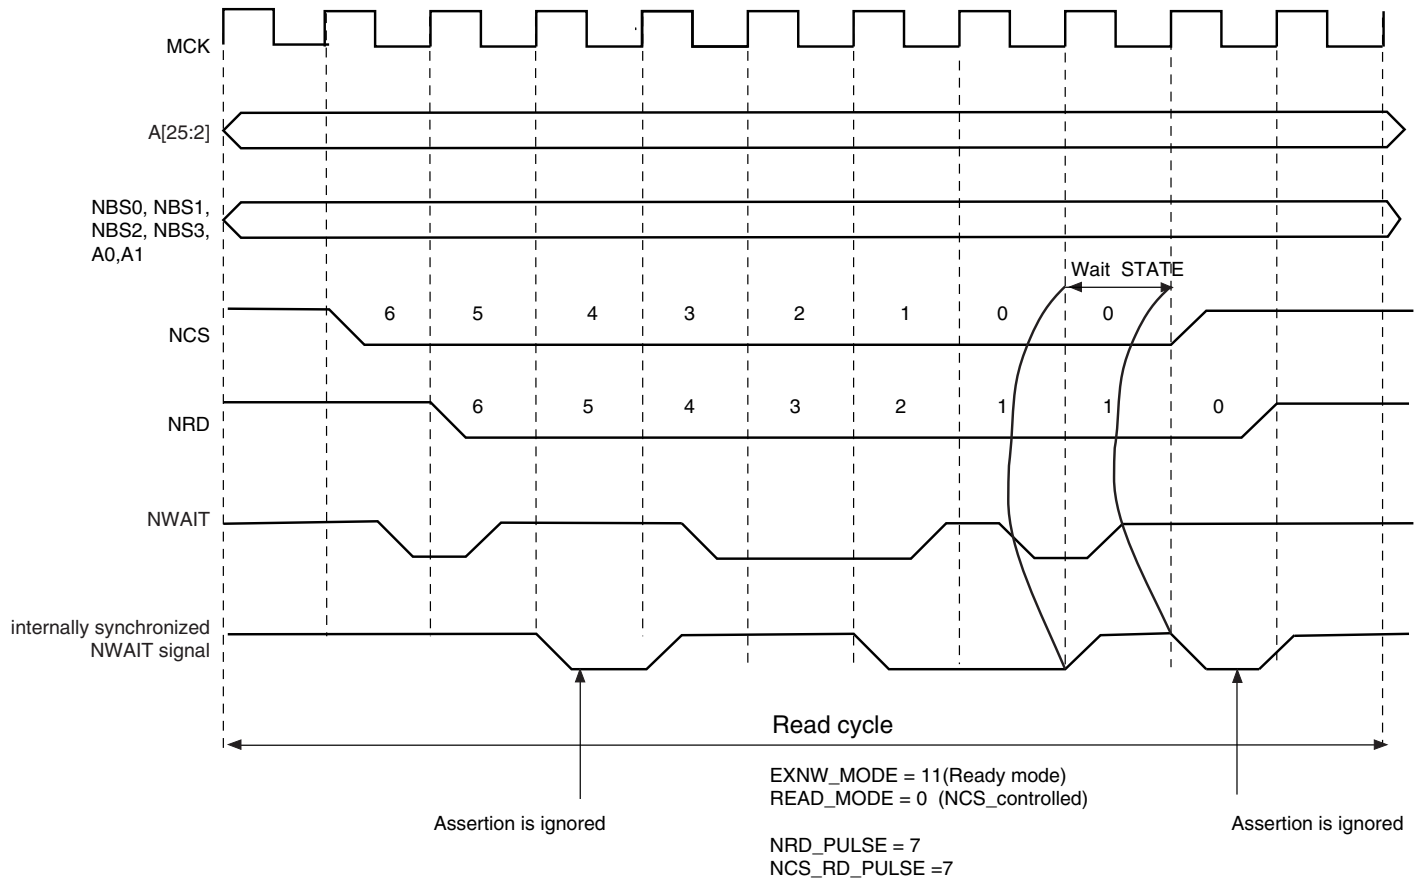 MCK
A[25:2]
NBS0, NBS1,
NBS2, NBS3,
A0,A1
Wait STATE
NCS
6 5 4 3 2 1 0 0
NRD
6 5 4 3 2 1 1 0
NWAIT
internally synchronized
NWAIT signal
Read cycle
EXNW_MODE = 11(Ready mode)
READ_MODE = 0 (NCS_controlled)
Assertion is ignored
Assertion is ignored
NRD_PULSE = 7
NCS_RD_PULSE =7